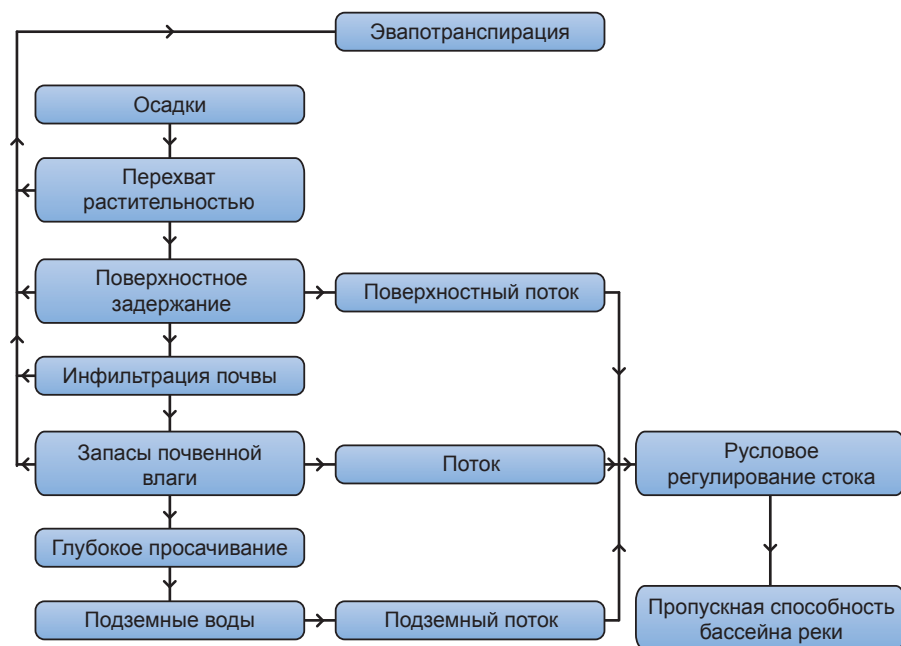 Эвапотранспирация
Осадки
Перехват
растительностью
Поверхностное
задержание
Поверхностный поток
Инфильтрация почвы
Запасы почвенной
влаги
Поток
Русловое
регулирование стока
Глубокое просачивание
Подземные воды
Подземный поток
Пропускная способность
бассейна реки